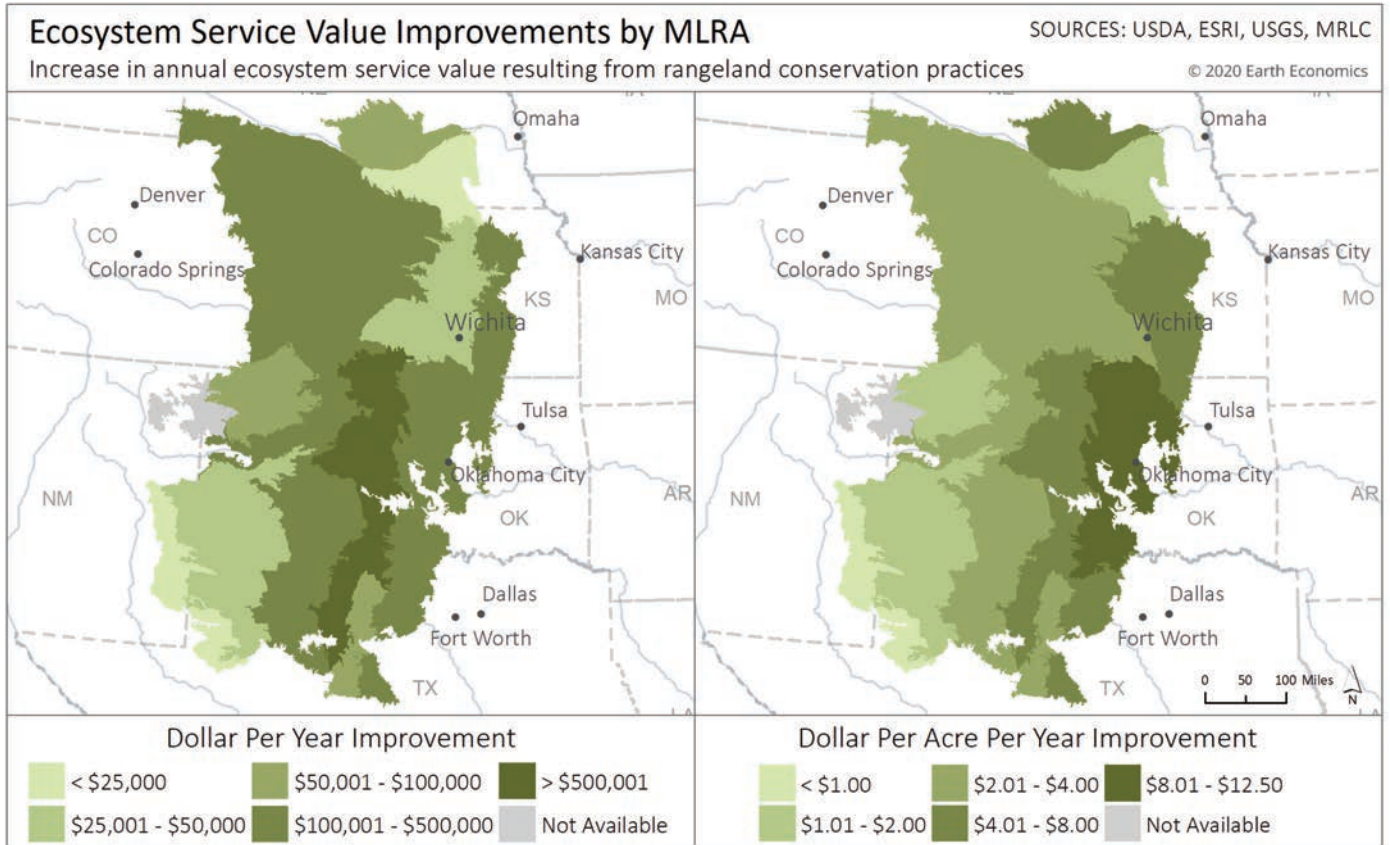 Ecosystem Service Value Improvements by MLRA
SOURCES: USDA, ESRI, USGS, MRLC
Increase in annual ecosystem service value resulting from rangeland conservation practices
© 2020 Earth Economics
Omaha
Denver
CO
Colorado Springs
Kansas City
KS
MO
Wichita
Tulsa
Oklahoma City
NM
AR
OK
Dallas
Fort Worth
TX
Omaha
Denver
CO
Colorado Springs
Kansas City
KS
MO
Wichita
Tulsa
Oklahoma City
NM
AR
OK
Dallas
Fort Worth
TX
0 50 100 Miles
N
Dollar Per Year Improvement
< $25,000
$50,001 - $100,000
> $500,001
$25,001 - $50,000
$100,001 - $500,000
Not Available
Dollar Per Acre Per Year Improvement
< $1.00
$2.01 - $4.00
$8.01 - $12.50
$1.01 - $2.00
$4.01 - $8.00
Not Available